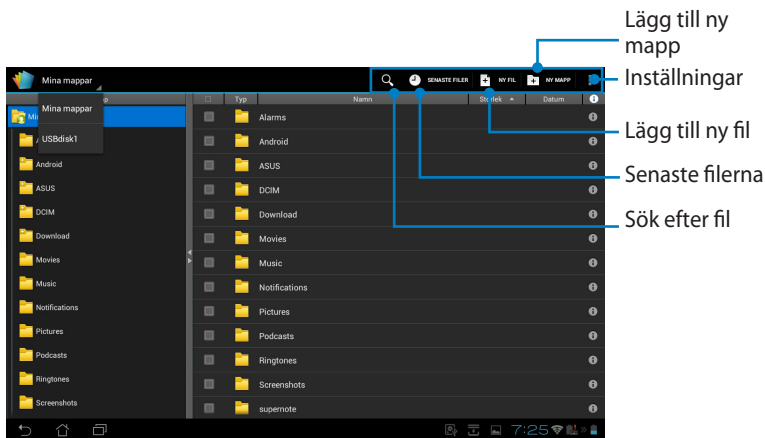 Lägg till ny
mapp
Inställningar
Lägg till ny fil
Senaste filerna
Sök efter fil
Mina mappar
SENASTE FILER
NY FIL
NY MAPP
Mina mappar
USBdisk1
Android
ASUS
DCIM
Download
Movies
Music
Notifications
Pictures
Podcasts
Ringtones
Screenshots
Typ
Namn
Storlek
Datum
Alarms
Android
ASUS
DCIM
Download
Movies
Music
Notifications
Pictures
Podcasts
Ringtones
Screenshots
supernote
7:25